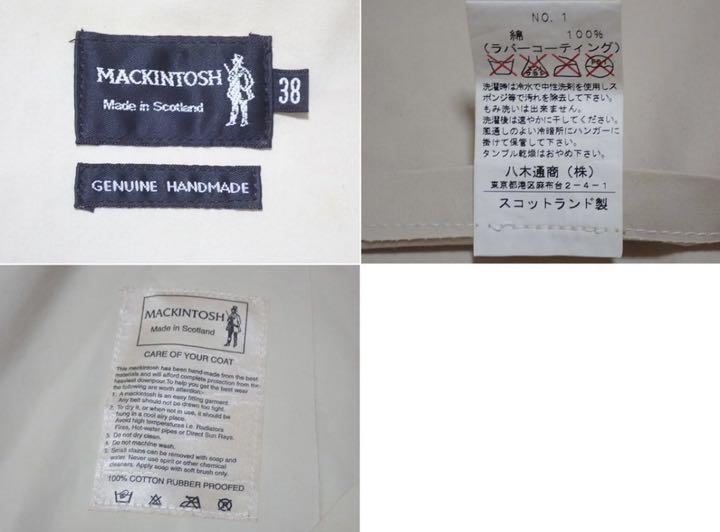 MACKINTOSH
Made in Scotland
38
GENUINE HANDMADE
NO. 1
綿 100%
(ラバーコーティング)
洗濯時は冷水で中性洗剤を使用しス
ポンジ等で汚れを除去して下さい。
もみ洗いは出来ません。
洗濯後は速やかに干してください。
風通しのよい冷暗所にハンガーに
掛けて保管して下さい。
タンブル乾燥はおやめ下さい。
八木通商(株)
東京都港区麻布台2-4-1
スコットランド製
MACKINTOSH
Made in Scotland
CARE OF YOUR COAT
This mackintosh has been hand-made from the best
materials and will afford complete protection from the
heaviest downpour. To help you get the best wear
the following are worth attention:-
1. A mackintosh is an easy fitting garment.
Any belt should not be drawn too tight.
2. To dry it, or when not in use, it should be
hung in a cool airy place.
Avoid high temperatures i.e. Radiators
Fires, Hot-water pipes or Direct Sun Rays.
3. Do not dry clean.
4. Do not machine wash.
5. Small stains can be removed with soap and
water. Never use spirit or other chemical
cleaners. Apply soap with soft brush only.
100% COTTON RUBBER PROOFED